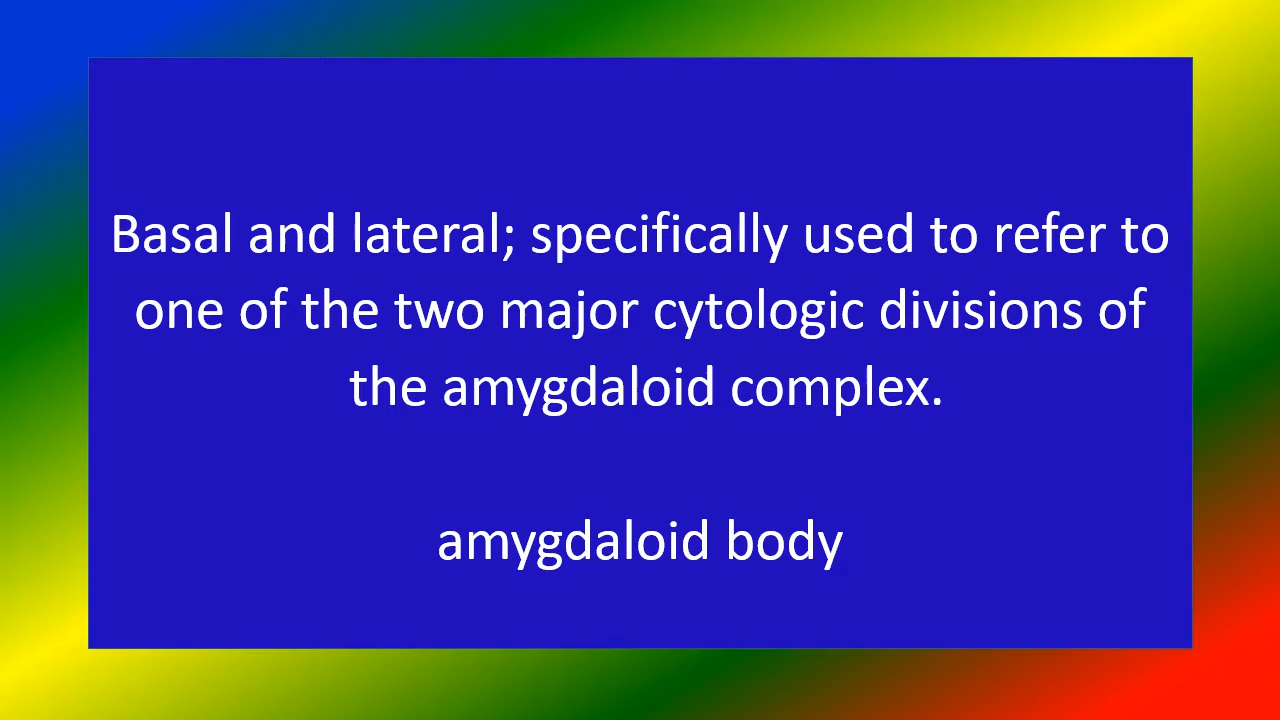 Basal and lateral; specifically used to refer to
one of the two major cytologic divisions of
the amygdaloid complex.
amygdaloid body